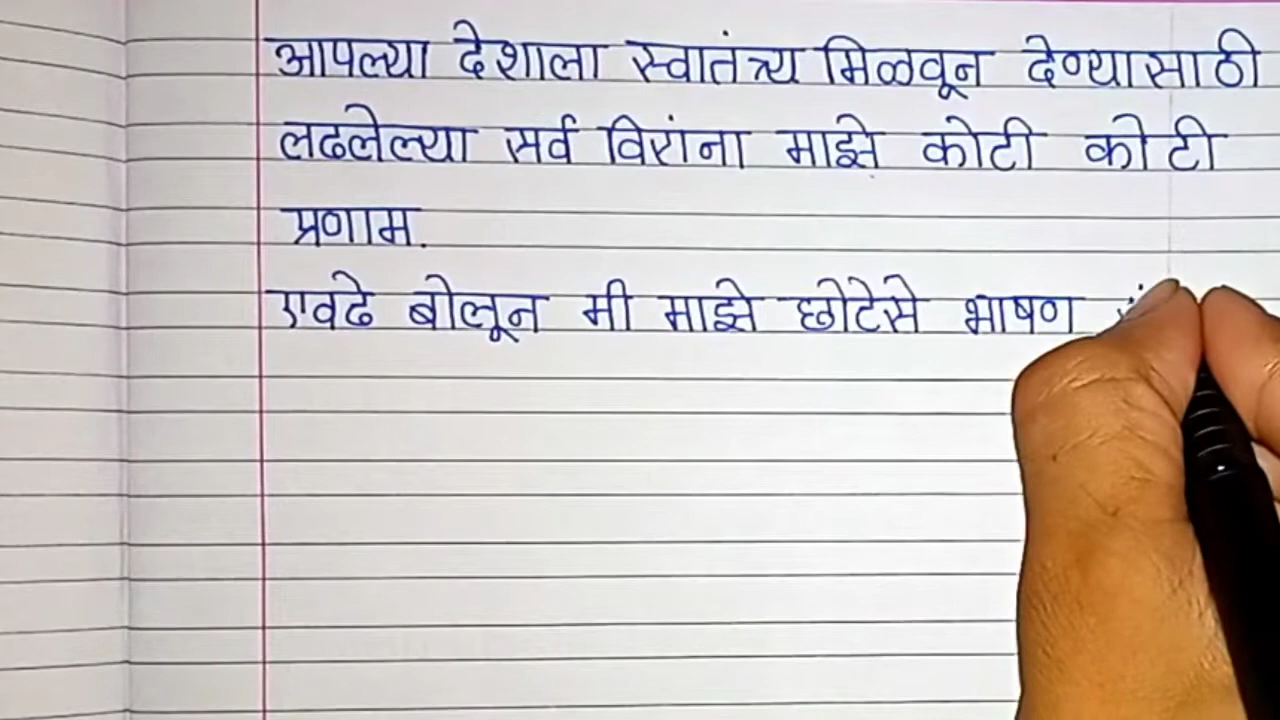 आपल्या देशाला स्वातंत्र्य मिळवून देण्यासाठी
लढलेल्या सर्व विरांना माझे कोटी कोटी
प्रणाम.
एवढे बोलून मी माझे छोटेसे भाषण